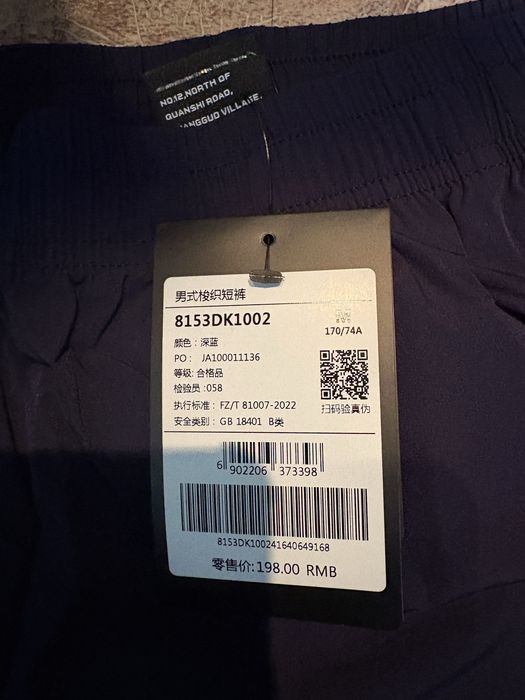 NO.12,NORTH OF
QUANSHI ROAD,
ANGGUO VILLAGE,
男式梭织短裤
8153DK1002
170/74A
颜色：深蓝
PO： JA100011136
等级: 合格品
检验员 :058
执行标准： FZ/T 81007-2022
安全类别： GB 18401 B类
扫码验真伪
6 902206 373398
8153DK100241640649168
零售价:198.00 RMB